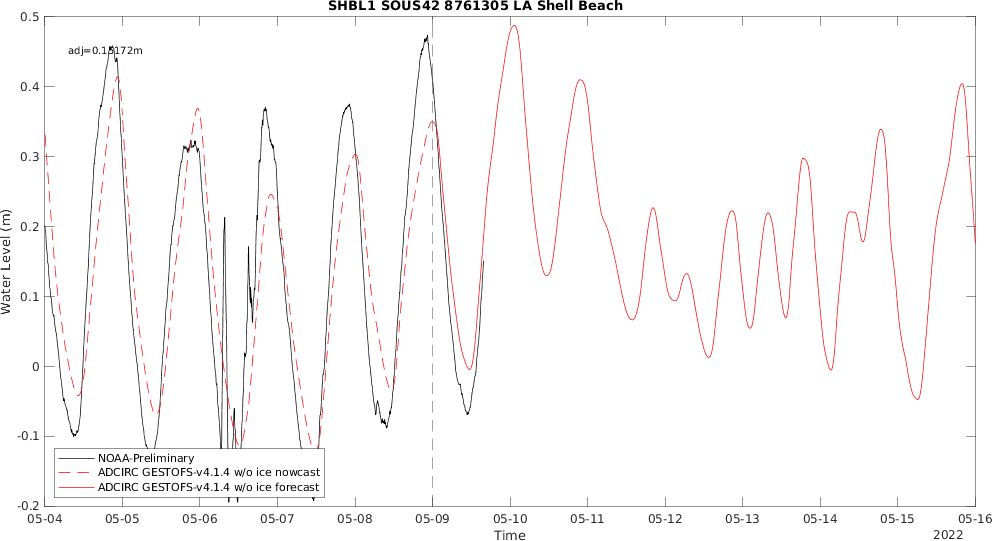 SHBL1 SOUS42 8761305 LA Shell Beach
adj=0.15172m
Water Level (m)
0.5
0.4
0.3
0.2
0.1
0
-0.1
-0.2
NOAA-Preliminary
ADCIRC GESTOFS-v4.1.4 w/o ice nowcast
ADCIRC GESTOFS-v4.1.4 w/o ice forecast
05-04 05-05 05-06 05-07 05-08 05-09 05-10 05-11 05-12 05-13 05-14 05-15 05-16
Time
2022